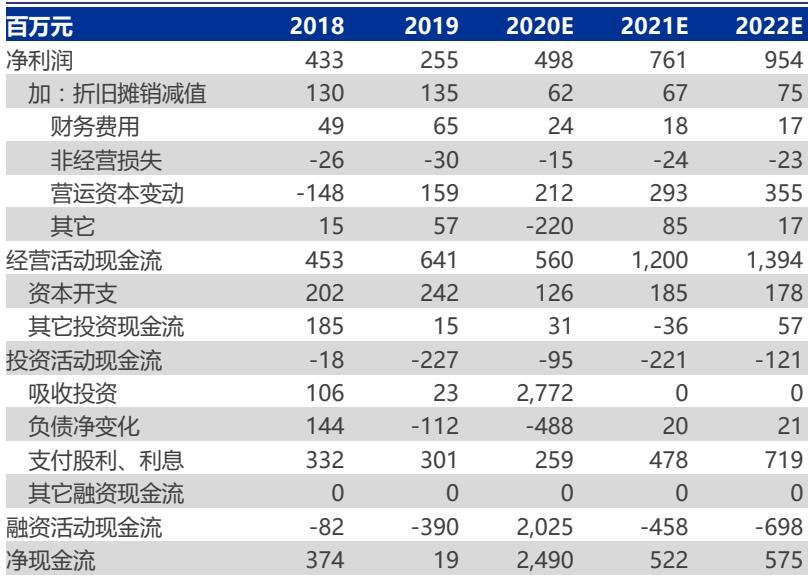 百万元 2018 2019 2020E 2021E 2022E
净利润 433 255 498 761 954
加：折旧摊销减值 130 135 62 67 75
财务费用 49 65 24 18 17
非经营损失 -26 -30 -15 -24 -23
营运资本变动 -148 159 212 293 355
其它 15 57 -220 85 17
经营活动现金流 453 641 560 1,200 1,394
资本开支 202 242 126 185 178
其它投资现金流 185 15 31 -36 57
投资活动现金流 -18 -227 -95 -221 -121
吸收投资 106 23 2,772 0 0
负债净变化 144 -112 -488 20 21
支付股利、利息 332 301 259 478 719
其它融资现金流 0 0 0 0 0
融资活动现金流 -82 -390 2,025 -458 -698
净现金流 374 19 2,490 522 575